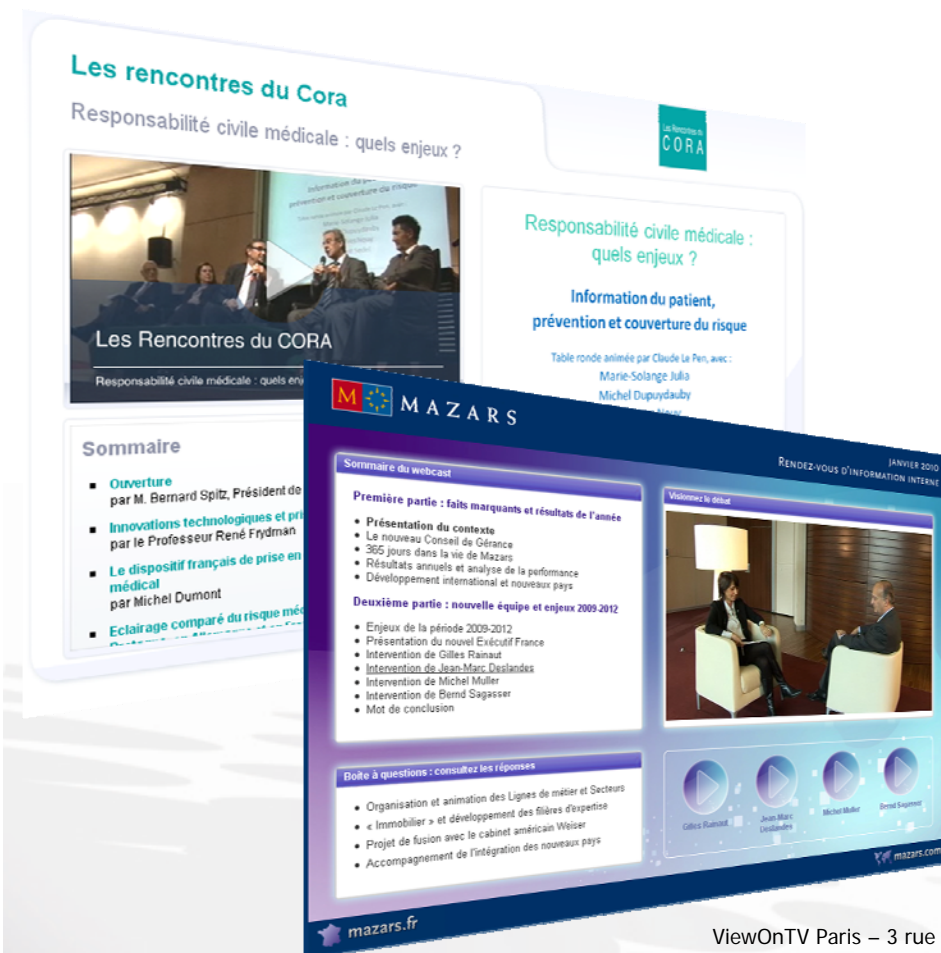 Les rencontres du Cora
Responsabilité civile médicale : quels enjeux ?
Les Rencontres du
CORA
Information du patient,
prévention et couverture du risque
Les Rencontres du CORA
Responsabilité civile médicale : quels
Responsabilité civile médicale :
quels enjeux ?
Information du patient,
prévention et couverture du risque
Table ronde animée par Claude Le Pen, avec :
Marie-Solange Julia
Michel Dupuydauby
Sommaire
Ouverture
par M. Bernard Spitz, Président de
Innovations technologiques et
par le Professeur René Frydman
Le dispositif français de prise en
médical
par Michel Dumont
Eclairage comparé du risque
M MAZARS
JANVIER 2010
RENDEZ-VOUS D'INFORMATION INTERNE
Sommaire du webcast
Première partie : faits marquants et résultats de l'année
• Présentation du contexte
• Le nouveau Conseil de Gérance
• 365 jours dans la vie de Mazars
• Résultats annuels et analyse de la performance
• Développement international et nouveaux pays
Deuxième partie : nouvelle équipe et enjeux 2009-2012
• Enjeux de la période 2009-2012
• Présentation du nouvel Exécutif France
• Intervention de Gilles Rainaut
• Intervention de Jean-Marc Deslandes
• Intervention de Michel Muller
• Intervention de Bernd Sagasser
• Mot de conclusion
Visionnez le débat
Boîte à questions : consultez les réponses
• Organisation et animation des Lignes de métier et Secteurs
• « Immobilier » et développement des filières d'expertise
• Projet de fusion avec le cabinet américain Weiser
• Accompagnement de l'intégration des nouveaux pays
Gilles Rainaut
Jean-Marc
Deslandes
Michel Muller
Bernd Sagasser
mazars.com
mazars.fr
ViewOnTV Paris – 3 rue